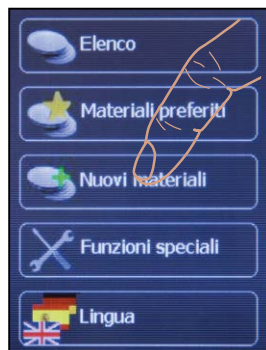 Elenco
Materiali preferiti
Nuovi materiali
Funzioni speciali
Lingua